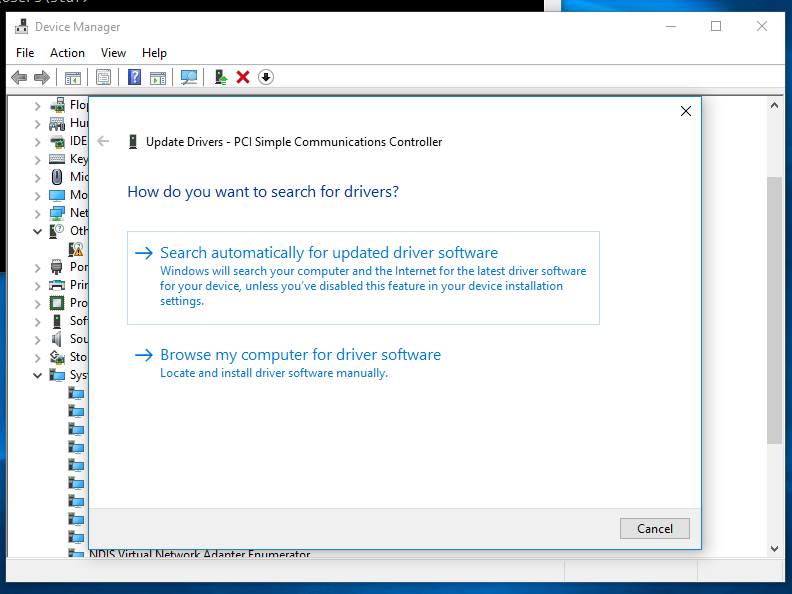 Device Manager
File Action View Help
Flo
Hu
IDE
Key
Mic
Mo
Net
Oth
Por
Prin
Pro
Sof
Sou
Sto
Sys
Update Drivers - PCI Simple Communications Controller
How do you want to search for drivers?
Search automatically for updated driver software
Windows will search your computer and the Internet for the latest driver software
for your device, unless you've disabled this feature in your device installation
settings.
Browse my computer for driver software
Locate and install driver software manually.
Cancel
NDIS Virtual Network Adapter Enumerator